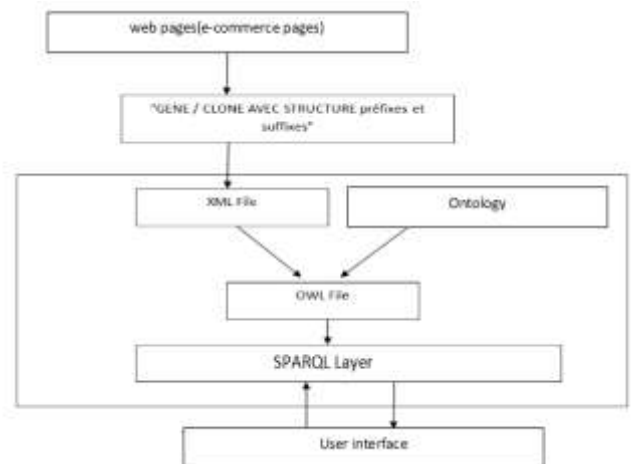 web pages(e-commerce pages)
"GENE / CLONE AVEC STRUCTURE préfixes et
suffixes"
XML File
Ontology
OWL File
SPARQL Layer
User interface